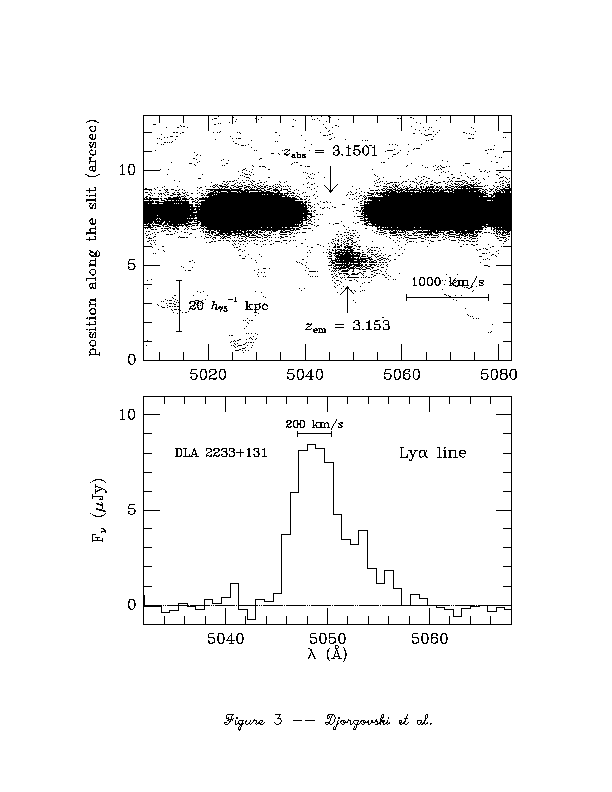 position along the slit (arcsec)
10
5
0
z_abs = 3.1501
1000 km/s
20 h_75^-1 kpc
z_em = 3.153
5020 5040 5060 5080
F_ν (μJy)
10
5
0
200 km/s
DLA 2233+131
Lyα line
5040 5050 5060
λ (Å)
Figure 3 -- Djorgovski et al.